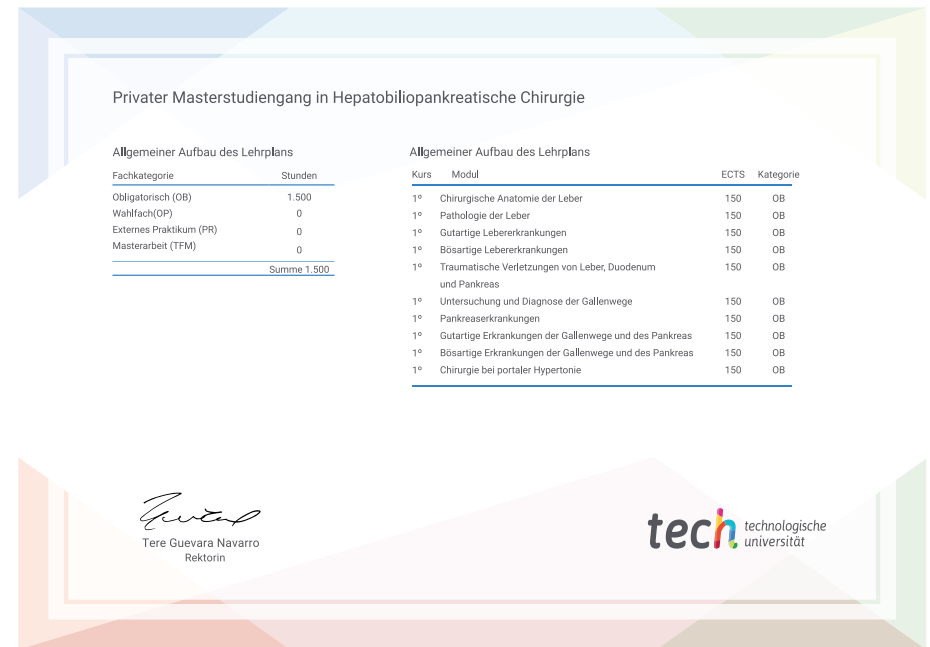 Privater Masterstudiengang in Hepatobiliopankreatische Chirurgie
Allgemeiner Aufbau des Lehrplans
Fachkategorie Stunden
Obligatorisch (OB) 1.500
Wahlfach(OP) 0
Externes Praktikum (PR) 0
Masterarbeit (TFM) 0
Summe 1.500
Allgemeiner Aufbau des Lehrplans
Kurs Modul ECTS Kategorie
1º Chirurgische Anatomie der Leber 150 OB
1º Pathologie der Leber 150 OB
1º Gutartige Lebererkrankungen 150 OB
1º Bösartige Lebererkrankungen 150 OB
1º Traumatische Verletzungen von Leber, Duodenum 150 OB
und Pankreas
1º Untersuchung und Diagnose der Gallenwege 150 OB
1º Pankreaserkrankungen 150 OB
1º Gutartige Erkrankungen der Gallenwege und des Pankreas 150 OB
1º Bösartige Erkrankungen der Gallenwege und des Pankreas 150 OB
1º Chirurgie bei portaler Hypertonie 150 OB
Tere Guevara Navarro
Rektorin
tech technologische
universität